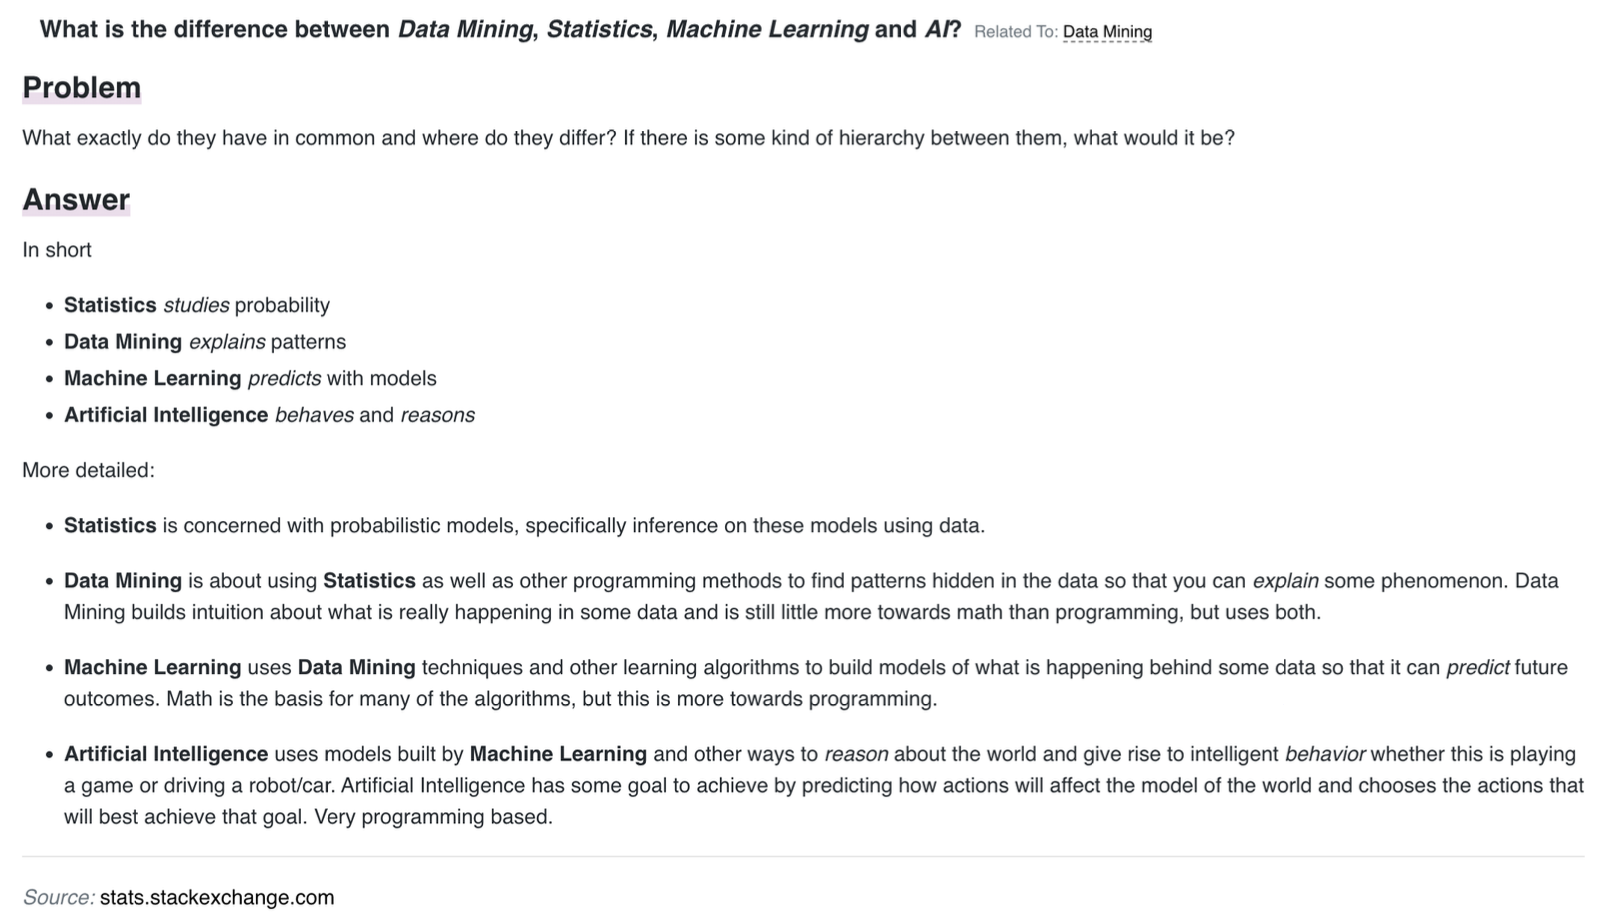 What is the difference between Data Mining, Statistics, Machine Learning and AI? Related To: Data Mining
Problem
What exactly do they have in common and where do they differ? If there is some kind of hierarchy between them, what would it be?
Answer
In short
• Statistics studies probability
• Data Mining explains patterns
• Machine Learning predicts with models
• Artificial Intelligence behaves and reasons
More detailed:
• Statistics is concerned with probabilistic models, specifically inference on these models using data.
• Data Mining is about using Statistics as well as other programming methods to find patterns hidden in the data so that you can explain some phenomenon. Data
Mining builds intuition about what is really happening in some data and is still little more towards math than programming, but uses both.
• Machine Learning uses Data Mining techniques and other learning algorithms to build models of what is happening behind some data so that it can predict future
outcomes. Math is the basis for many of the algorithms, but this is more towards programming.
• Artificial Intelligence uses models built by Machine Learning and other ways to reason about the world and give rise to intelligent behavior whether this is playing
a game or driving a robot/car. Artificial Intelligence has some goal to achieve by predicting how actions will affect the model of the world and chooses the actions that
will best achieve that goal. Very programming based.
Source: stats.stackexchange.com